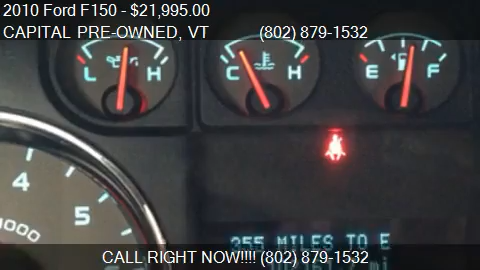 2010 Ford F150 - $21,995.00
CAPITAL PRE-OWNED, VT (802) 879-1532
L H C H E F
4
5
355 MILES TO E
CALL RIGHT NOW!!!! (802) 879-1532